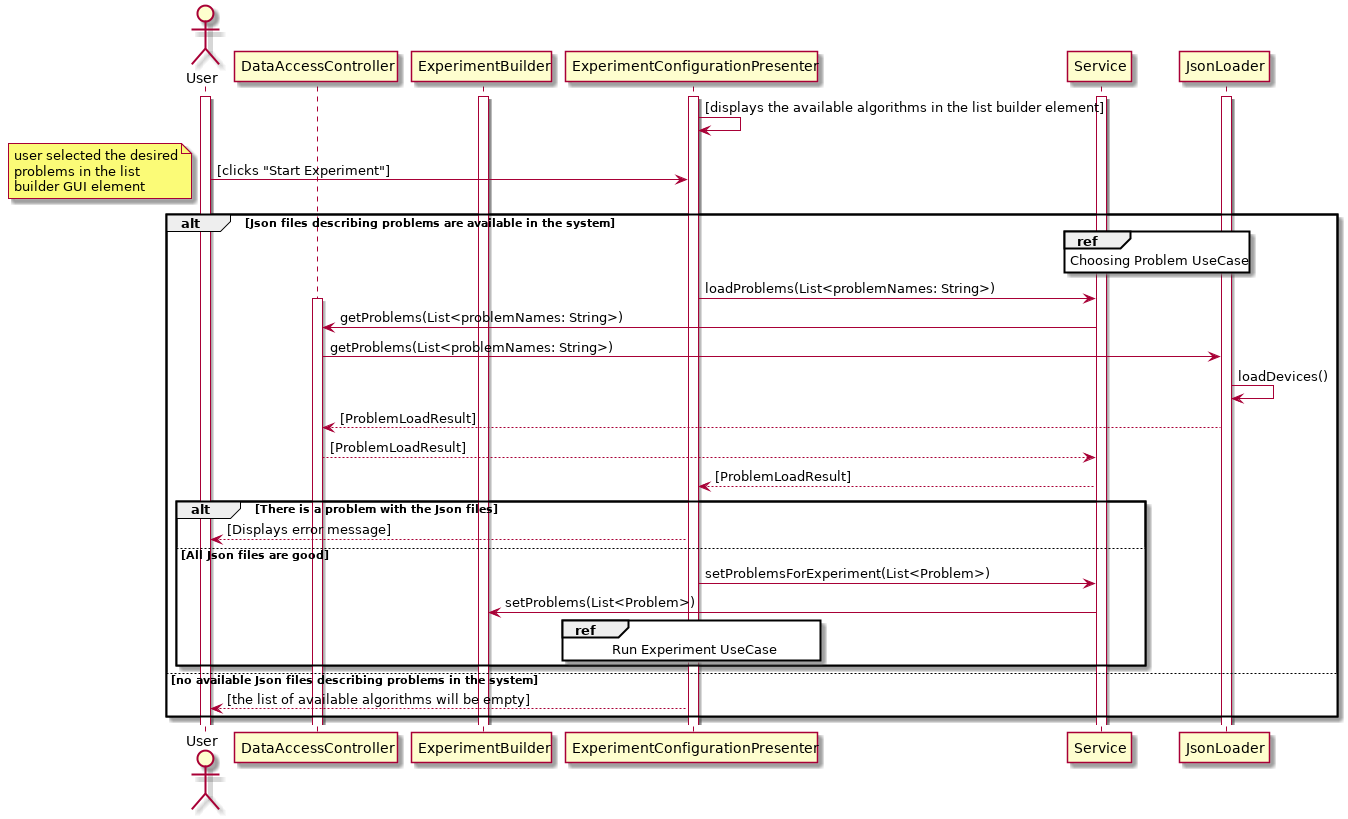 User
DataAccessController
ExperimentBuilder
ExperimentConfigurationPresenter
Service
JsonLoader
[displays the available algorithms in the list builder element]
user selected the desired
problems in the list
builder GUI element
[clicks "Start Experiment"]
alt
[Json files describing problems are available in the system]
ref
Choosing Problem UseCase
loadProblems(List<problemNames: String>)
getProblems(List<problemNames: String>)
getProblems(List<problemNames: String>)
loadDevices()
[ProblemLoadResult]
[ProblemLoadResult]
[ProblemLoadResult]
alt
[There is a problem with the Json files]
[Displays error message]
[All Json files are good]
setProblemsForExperiment(List<Problem>)
setProblems(List<Problem>)
ref
Run Experiment UseCase
[no available Json files describing problems in the system]
[the list of available algorithms will be empty]
User
DataAccessController
ExperimentBuilder
ExperimentConfigurationPresenter
Service
JsonLoader